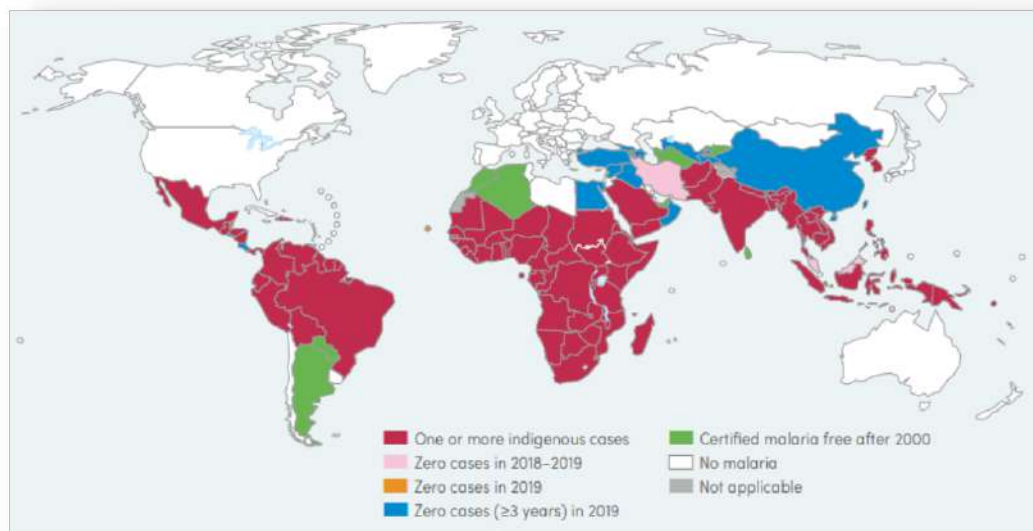 One or more indigenous cases
Zero cases in 2018–2019
Zero cases in 2019
Zero cases (≥3 years) in 2019
Certified malaria free after 2000
No malaria
Not applicable